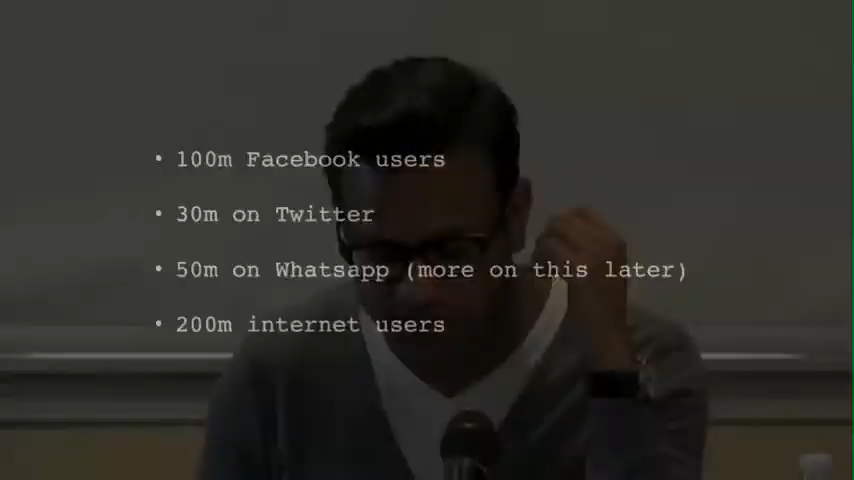 • 100m Facebook users
• 30m on Twitter
• 50m on Whatsapp (more on this later)
• 200m internet users